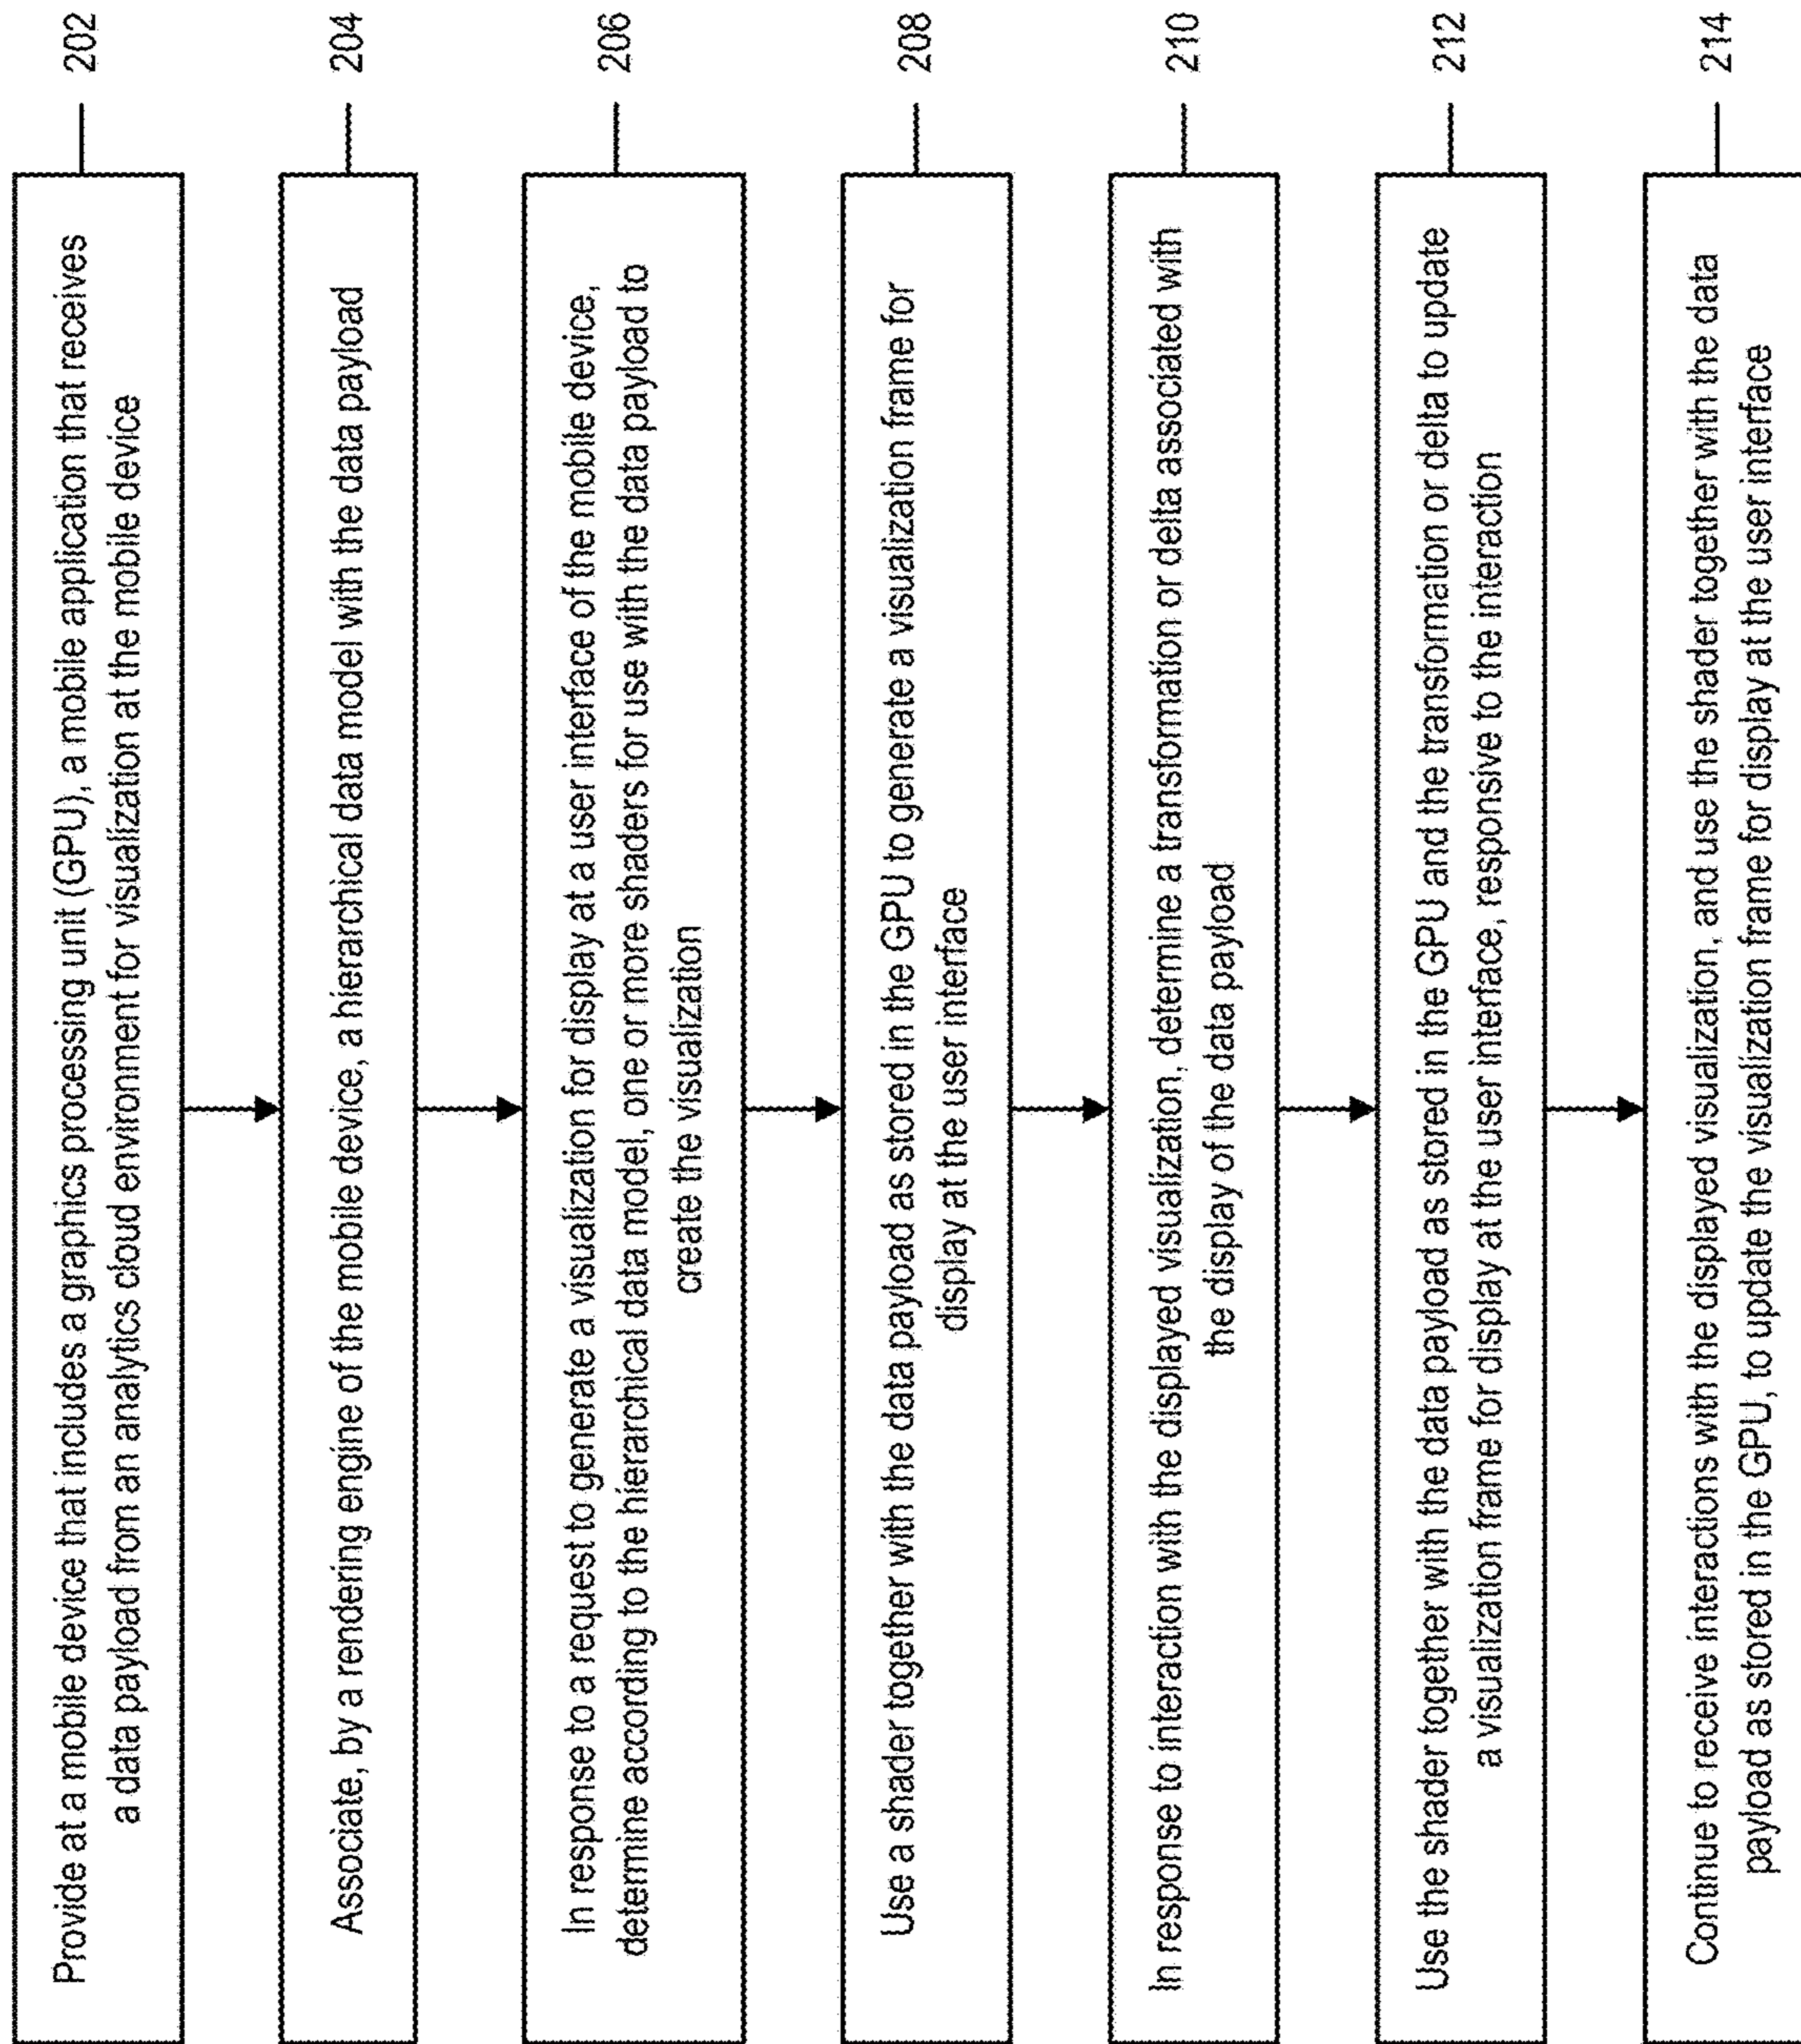 Provide at a mobile device that includes a graphics processing unit (GPU), a mobile application that receives
a data payload from an analytics cloud environment for visualization at the mobile device
202
Associate, by a rendering engine of the mobile device, a hierarchical data model with the data payload
204
In response to a request to generate a visualization for display at a user interface of the mobile device,
determine according to the hierarchical data model, one or more shaders for use with the data payload to
create the visualization
206
Use a shader together with the data payload as stored in the GPU to generate a visualization frame for
display at the user interface
208
In response to interaction with the displayed visualization, determine a transformation or delta associated with
the display of the data payload
210
Use the shader together with the data payload as stored in the GPU and the transformation or delta to update
a visualization frame for display at the user interface, responsive to the interaction
212
Continue to receive interactions with the displayed visualization, and use the shader together with the data
payload as stored in the GPU, to update the visualization frame for display at the user interface
214